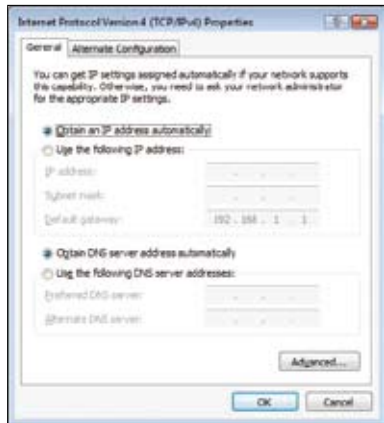 Internet Protocol Version 4 (TCP/IPv4) Properties
General
Alternate Configuration
You can get IP settings assigned automatically if your network supports
this capability. Otherwise, you need to ask your network administrator
for the appropriate IP settings.
Obtain an IP address automatically
Use the following IP address:
IP address:
Subnet mask:
Default gateway:
192 . 168 . 1 . 1
Obtain DNS server address automatically
Use the following DNS server addresses:
Preferred DNS server:
Alternate DNS server:
Advanced...
OK
Cancel